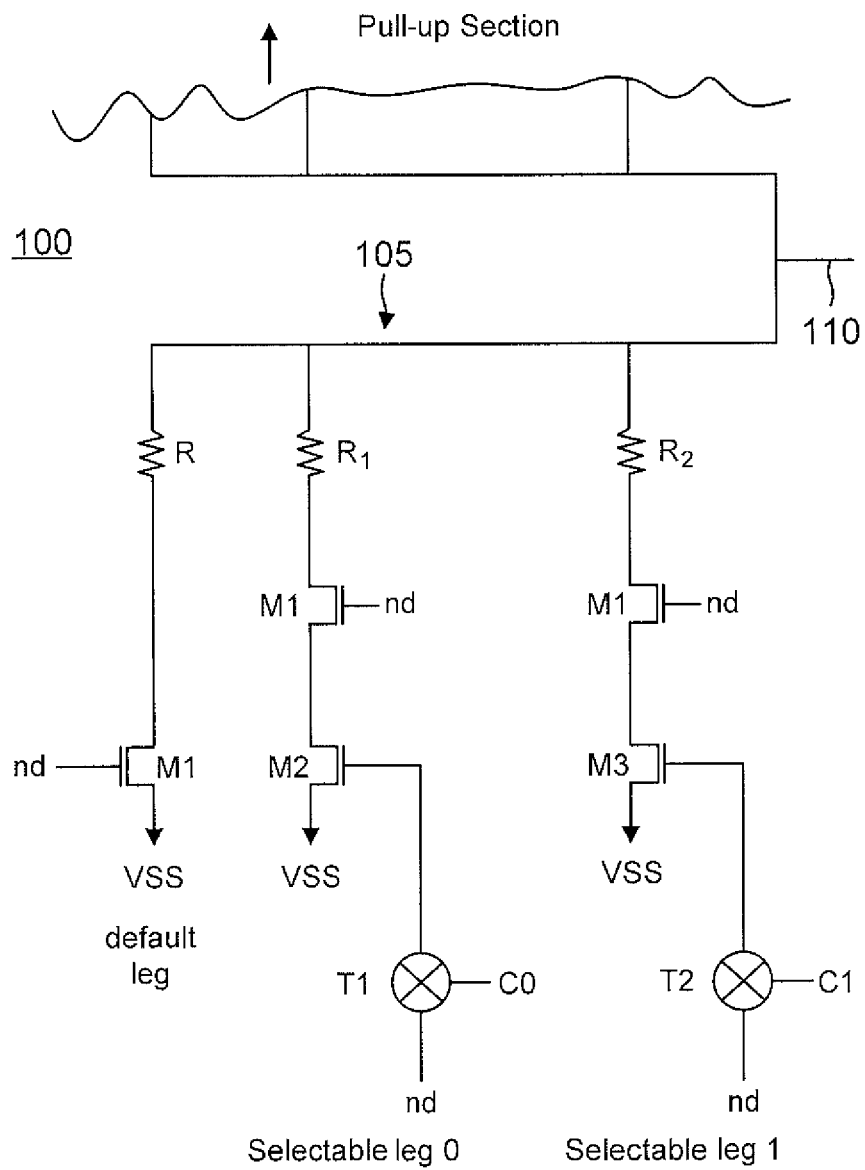 Pull-up Section
100
105
110
R
R1
R2
M1
nd
M1
nd
nd
M1
M2
M3
VSS
VSS
VSS
default
leg
T1
C0
T2
C1
nd
nd
Selectable leg 0
Selectable leg 1